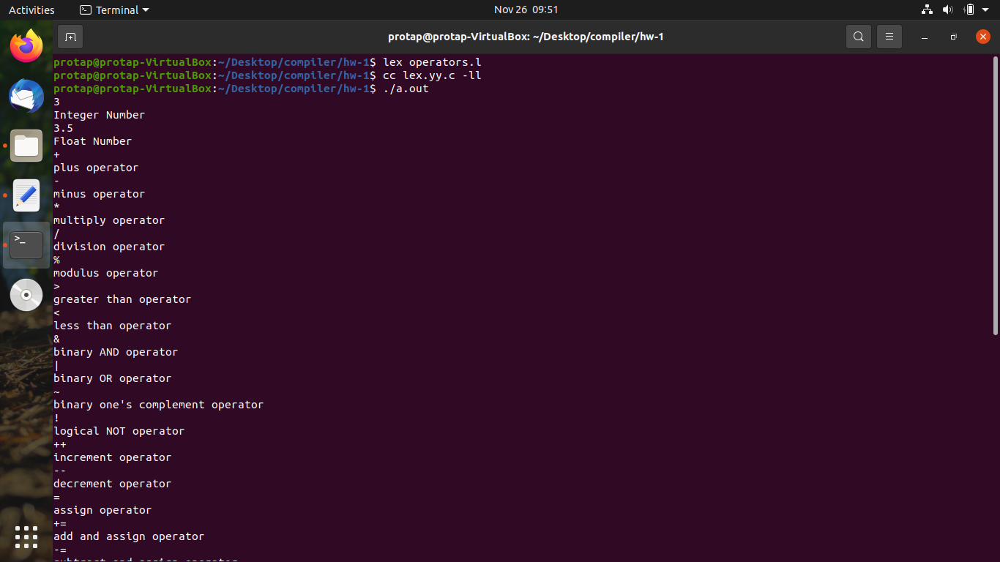 Activities
Terminal
Nov 26 09:51
protap@protap-VirtualBox: ~/Desktop/compiler/hw-1
protap@protap-VirtualBox:~/Desktop/compiler/hw-1$ lex operators.l
protap@protap-VirtualBox:~/Desktop/compiler/hw-1$ cc lex.yy.c -ll
protap@protap-VirtualBox:~/Desktop/compiler/hw-1$ ./a.out
3
Integer Number
3.5
Float Number
+
plus operator
-
minus operator
*
multiply operator
/
division operator
%
modulus operator
>
greater than operator
<
less than operator
&
binary AND operator
|
binary OR operator
~
binary one's complement operator
!
logical NOT operator
++
increment operator
--
decrement operator
=
assign operator
+=
add and assign operator
-=
subtract and assign operator